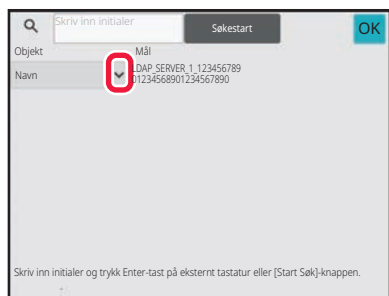 Skriv inn initialer
Søkestart
OK
Objekt
Mål
Navn
LDAP_SERVER_1_123456789
01234568901234567890
Skriv inn initialer og trykk Enter-tast på eksternt tastatur eller [Start Søk]-knappen.